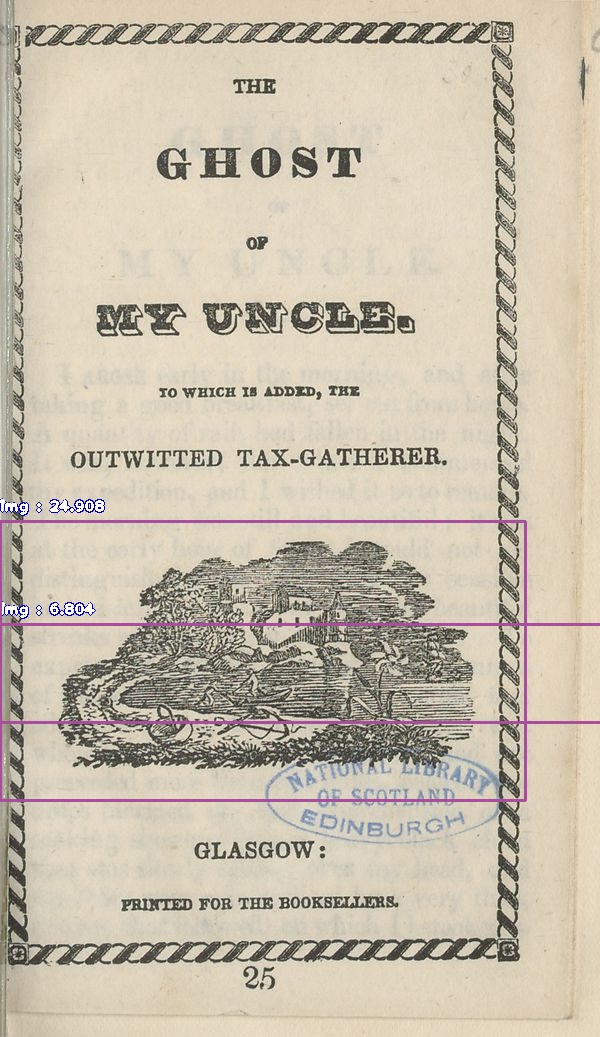 THE
GHOST
OF
MY UNCLE.
TO WHICH IS ADDED, THE
OUTWITTED TAX-GATHERER.
img : 24.908
img : 6.804
NATIONAL LIBRARY
OF SCOTLAND
EDINBURGH
GLASGOW:
PRINTED FOR THE BOOKSELLERS.
25